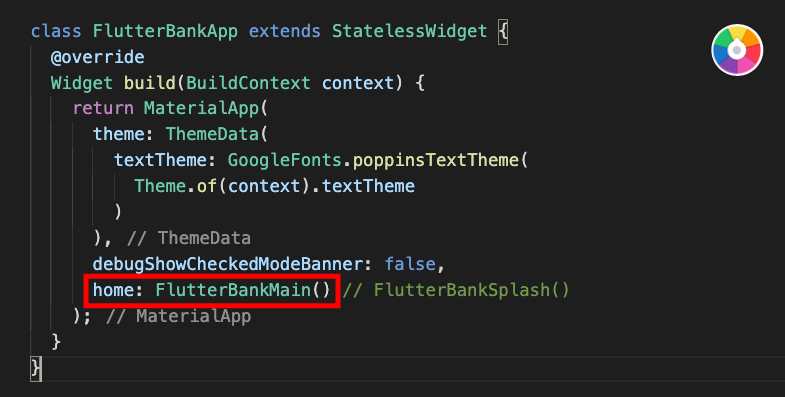 class FlutterBankApp extends StatelessWidget {
  @override
  Widget build(BuildContext context) {
    return MaterialApp(
      theme: ThemeData(
        textTheme: GoogleFonts.poppinsTextTheme(
          Theme.of(context).textTheme
        )
      ), // ThemeData
      debugShowCheckedModeBanner: false,
      home: FlutterBankMain() // FlutterBankSplash()
    ); // MaterialApp
  }
}